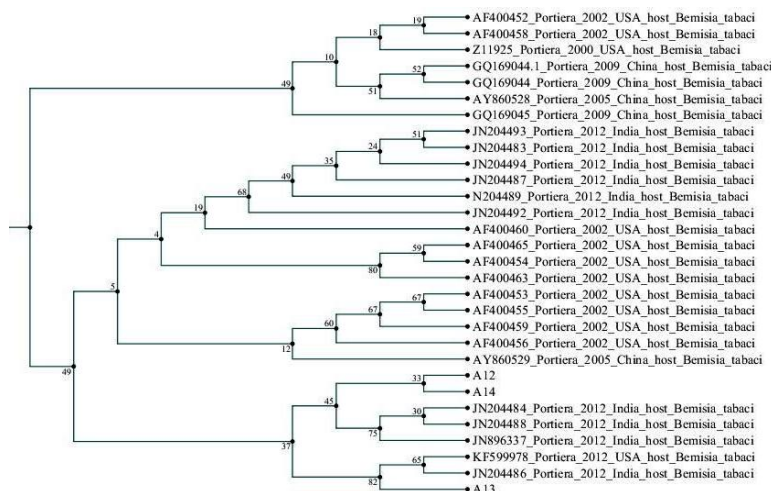 19 AF400452_Portiera_2002_USA_host_Bemisia_tabaci
18 AF400458_Portiera_2002_USA_host_Bemisia_tabaci
10 Z11925_Portiera_2000_USA_host_Bemisia_tabaci
52 GQ169044.1_Portiera_2009_China_host_Bemisia_tabaci
49 51 GQ169044_Portiera_2009_China_host_Bemisia_tabaci
AY860528_Portiera_2005_China_host_Bemisia_tabaci
GQ169045_Portiera_2009_China_host_Bemisia_tabaci
51 JN204493_Portiera_2012_India_host_Bemisia_tabaci
24 JN204483_Portiera_2012_India_host_Bemisia_tabaci
35 JN204494_Portiera_2012_India_host_Bemisia_tabaci
49 JN204487_Portiera_2012_India_host_Bemisia_tabaci
68 N204489_Portiera_2012_India_host_Bemisia_tabaci
19 JN204492_Portiera_2012_India_host_Bemisia_tabaci
4 AF400460_Portiera_2002_USA_host_Bemisia_tabaci
59 AF400465_Portiera_2002_USA_host_Bemisia_tabaci
80 AF400454_Portiera_2002_USA_host_Bemisia_tabaci
AF400463_Portiera_2002_USA_host_Bemisia_tabaci
5 67 AF400453_Portiera_2002_USA_host_Bemisia_tabaci
67 AF400455_Portiera_2002_USA_host_Bemisia_tabaci
60 AF400459_Portiera_2002_USA_host_Bemisia_tabaci
12 AF400456_Portiera_2002_USA_host_Bemisia_tabaci
AY860529_Portiera_2005_China_host_Bemisia_tabaci
49 33 A12
45 A14
30 JN204484_Portiera_2012_India_host_Bemisia_tabaci
75 JN204488_Portiera_2012_India_host_Bemisia_tabaci
37 JN896337_Portiera_2012_India_host_Bemisia_tabaci
65 KF599978_Portiera_2012_USA_host_Bemisia_tabaci
82 JN204486_Portiera_2012_India_host_Bemisia_tabaci
A13